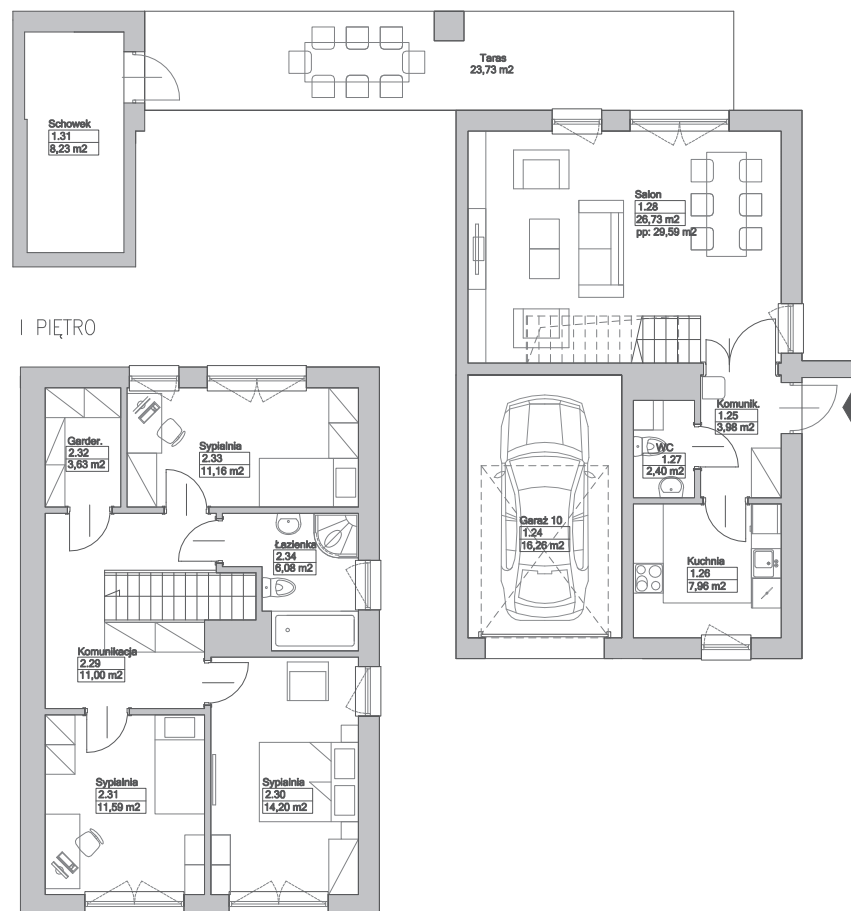 Taras
23,73 m2
Schowek
1.31
8,23 m2
Salon
1.28
26,73 m2
pp: 29,59 m2
I PIĘTRO
Komunik.
1.25
3,98 m2
WC
1.27
2,40 m2
Garaż 10
1.24
16,26 m2
Kuchnia
1.26
7,96 m2
Garder.
2.32
3,63 m2
Sypialnia
2.33
11,16 m2
Łazienka
2.34
6,08 m2
Komunikacja
2.29
11,00 m2
Sypialnia
2.31
11,59 m2
Sypialnia
2.30
14,20 m2